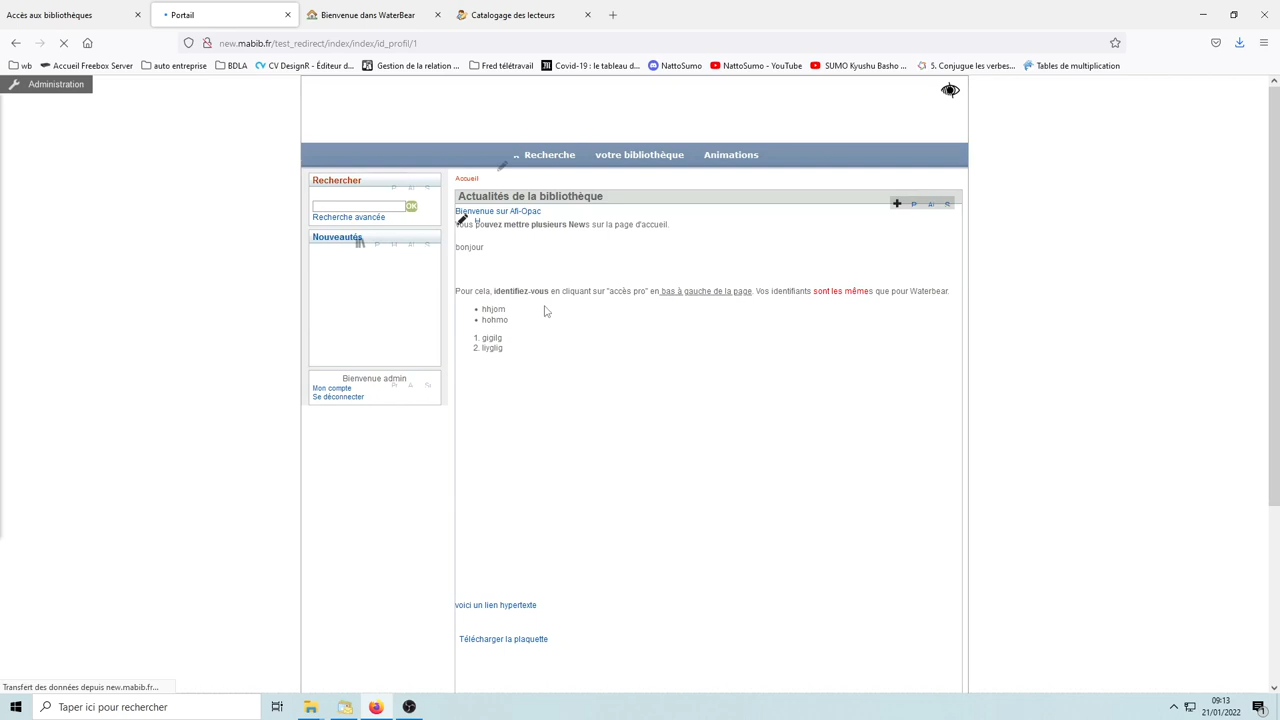 Accès aux bibliothèques
Portail
Bienvenue dans WaterBear
Catalogage des lecteurs
new.mabib.fr/test_redirect/index/index/id_profil/1
wb
Accueil Freebox Server
auto entreprise
BDLA
CV DesignR - Éditeur d...
Gestion de la relation ...
Fred télétravail
Covid-19 : le tableau d...
NattoSumo
NattoSumo - YouTube
SUMO Kyushu Basho ...
5. Conjugue les verbes...
Tables de multiplication
Administration
Recherche
votre bibliothèque
Animations
Rechercher
OK
Recherche avancée
Nouveautés
Bienvenue admin
Mon compte
Se déconnecter
Accueil
Actualités de la bibliothèque
Bienvenue sur Afi-Opac
Vous pouvez mettre plusieurs News sur la page d'accueil.
bonjour
Pour cela, identifiez-vous en cliquant sur "accès pro" en bas à gauche de la page. Vos identifiants sont les mêmes que pour Waterbear.
hhjom
hohmo
1. gigilg
2. liyglig
voici un lien hypertexte
Télécharger la plaquette
Transfert des données depuis new.mabib.fr...
Taper ici pour rechercher
09:13
21/01/2022